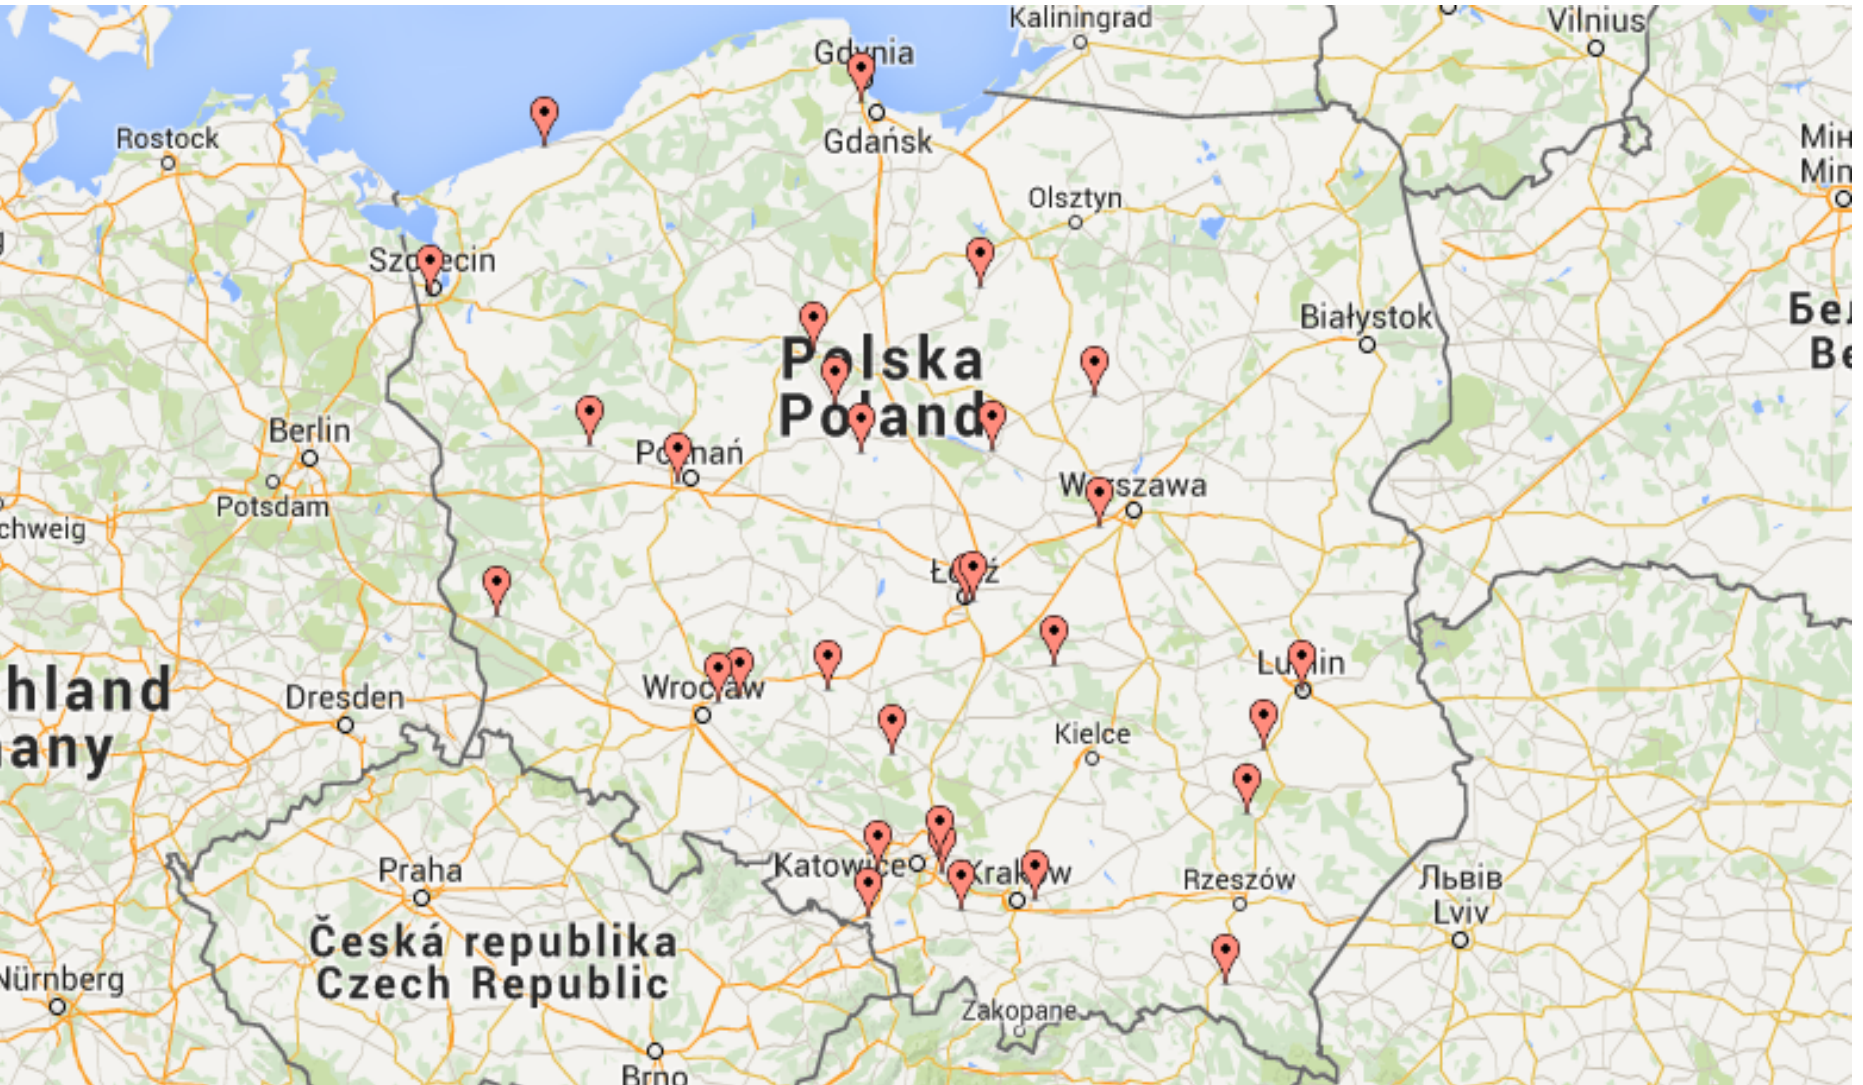 Kaliningrad
Vilnius
Gdynia
Rostock
Gdańsk
Мін
Min
Olsztyn
Szczecin
Białystok
Бел
Be
Polska
Poland
Berlin
Poznań
Potsdam
Warszawa
chweig
Łódź
hland
any
Dresden
Wrocław
Lublin
Kielce
Praha
Katowice
Kraków
Rzeszów
Львів
Lviv
Česká republika
Czech Republic
Nürnberg
Zakopane
Brno